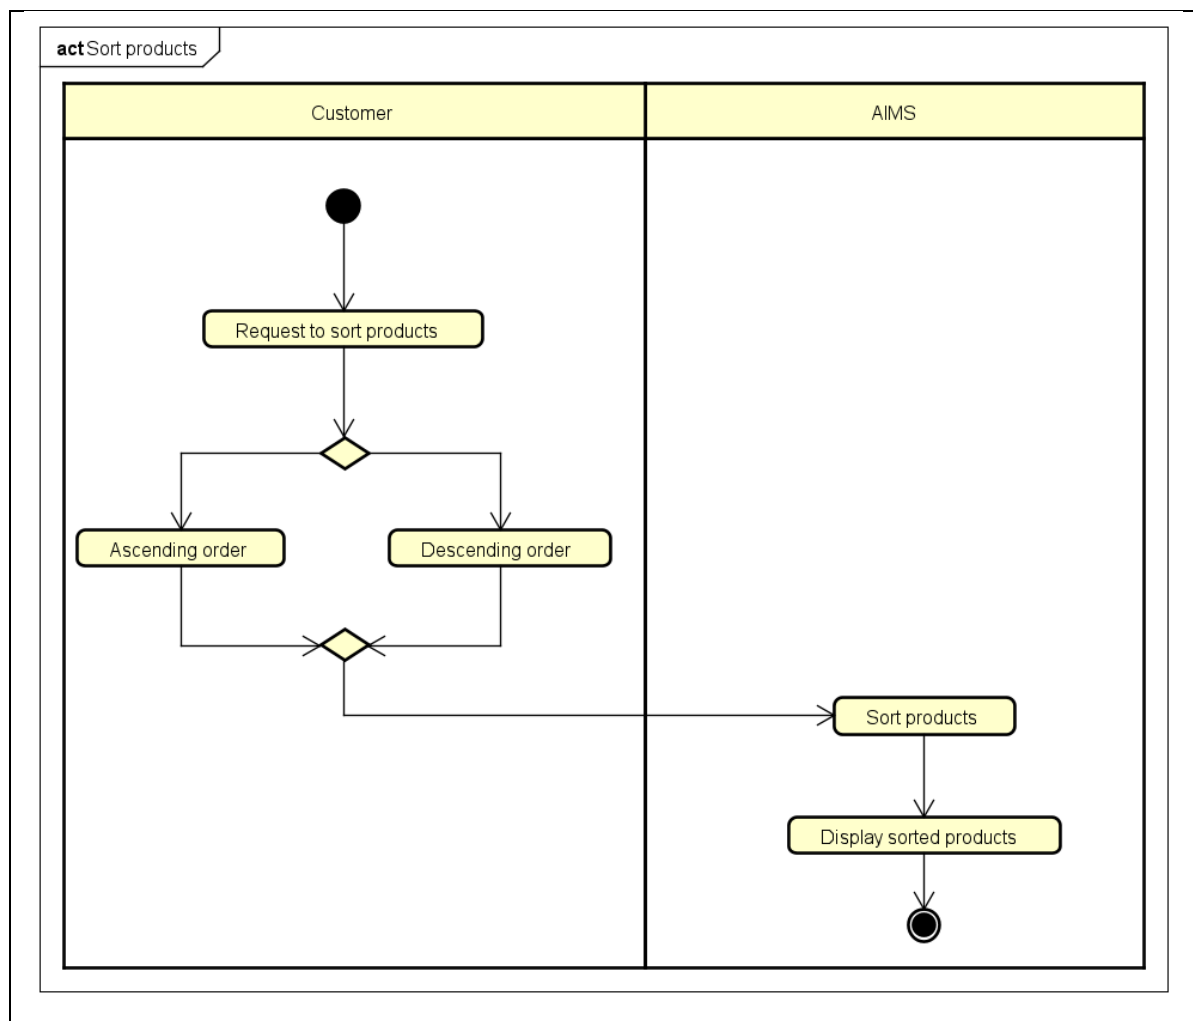 act Sort products
Customer
AIMS
Request to sort products
Ascending order
Descending order
Sort products
Display sorted products